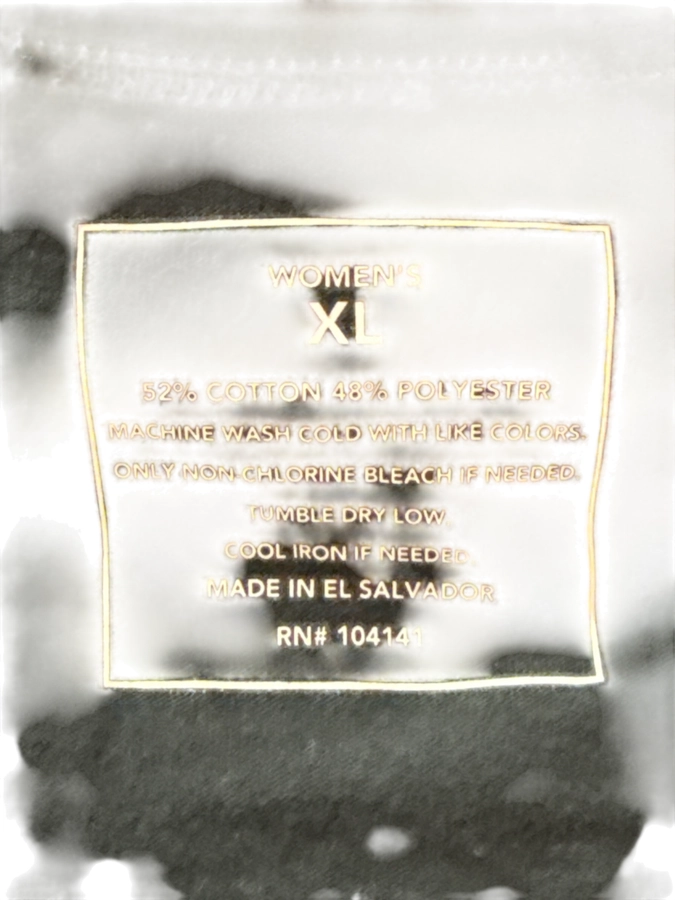 WOMEN'S
XL
52% COTTON 48% POLYESTER
MACHINE WASH COLD WITH LIKE COLORS.
ONLY NON-CHLORINE BLEACH IF NEEDED.
TUMBLE DRY LOW.
COOL IRON IF NEEDED.
MADE IN EL SALVADOR
RN# 104141